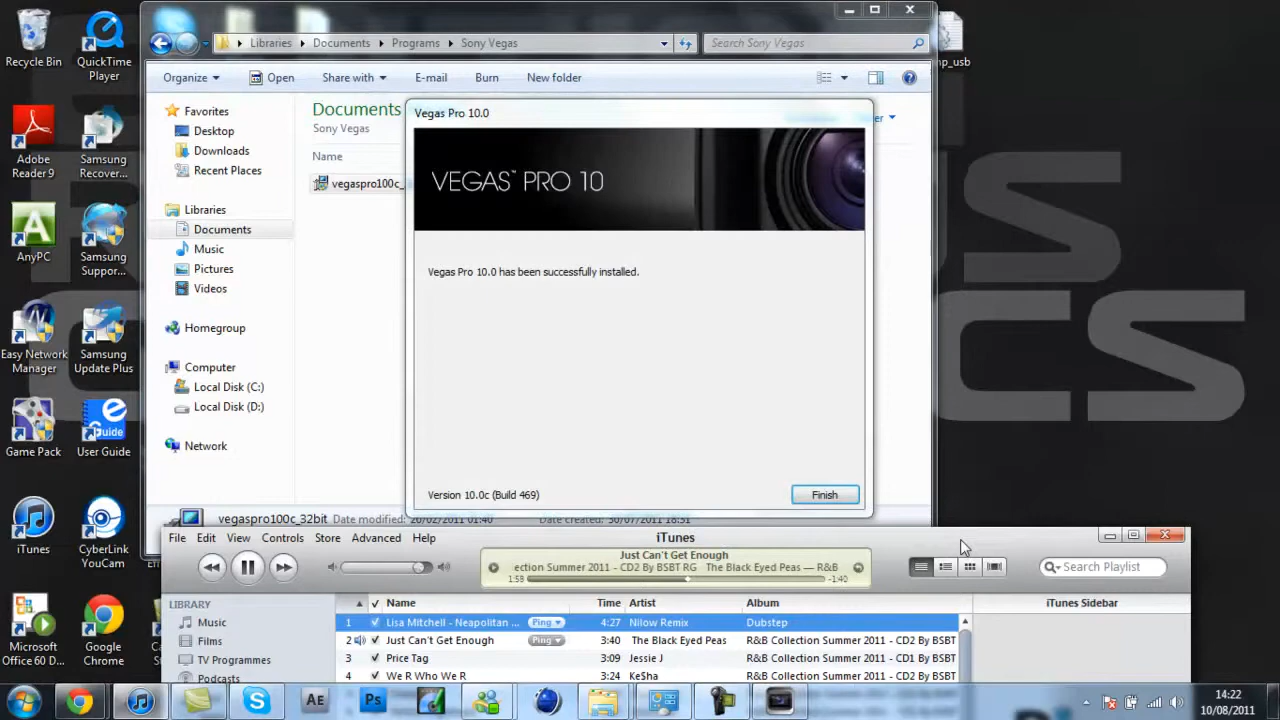 Recycle Bin
QuickTime Player
Adobe Reader 9
Samsung Recover...
AnyPC
Samsung Suppor...
Easy Network Manager
Samsung Update Plus
Game Pack
User Guide
iTunes
CyberLink YouCam
Microsoft Office 60 D...
Google Chrome
Libraries
Documents
Programs
Sony Vegas
Search Sony Vegas
Organize
Open
Share with
E-mail
Burn
New folder
Favorites
Desktop
Downloads
Recent Places
Libraries
Documents
Music
Pictures
Videos
Homegroup
Computer
Local Disk (C:)
Local Disk (D:)
Network
Documents
Sony Vegas
Name
vegaspro100c_
Vegas Pro 10.0
VEGAS™ PRO 10
Vegas Pro 10.0 has been successfully installed.
Version 10.0c (Build 469)
Finish
vegaspro100c_32bit
Date modified: 20/02/2011 01:40
Date created: 30/07/2011 18:51
File Edit View Controls Store Advanced Help
iTunes
Just Can't Get Enough
ection Summer 2011 - CD2 By BSBT RG The Black Eyed Peas — R&B
1:59
-1:40
Search Playlist
LIBRARY
Music
Films
TV Programmes
Podcasts
Name Time Artist Album
iTunes Sidebar
1 Lisa Mitchell - Neapolitan ... Ping 4:27 Nilow Remix Dubstep
2 Just Can't Get Enough Ping 3:40 The Black Eyed Peas R&B Collection Summer 2011 - CD2 By BSBT
3 Price Tag 3:09 Jessie J R&B Collection Summer 2011 - CD1 By BSBT
4 We R Who We R 3:24 Ke$ha R&B Collection Summer 2011 - CD2 By BSBT
Ae
Ps
14:22
10/08/2011